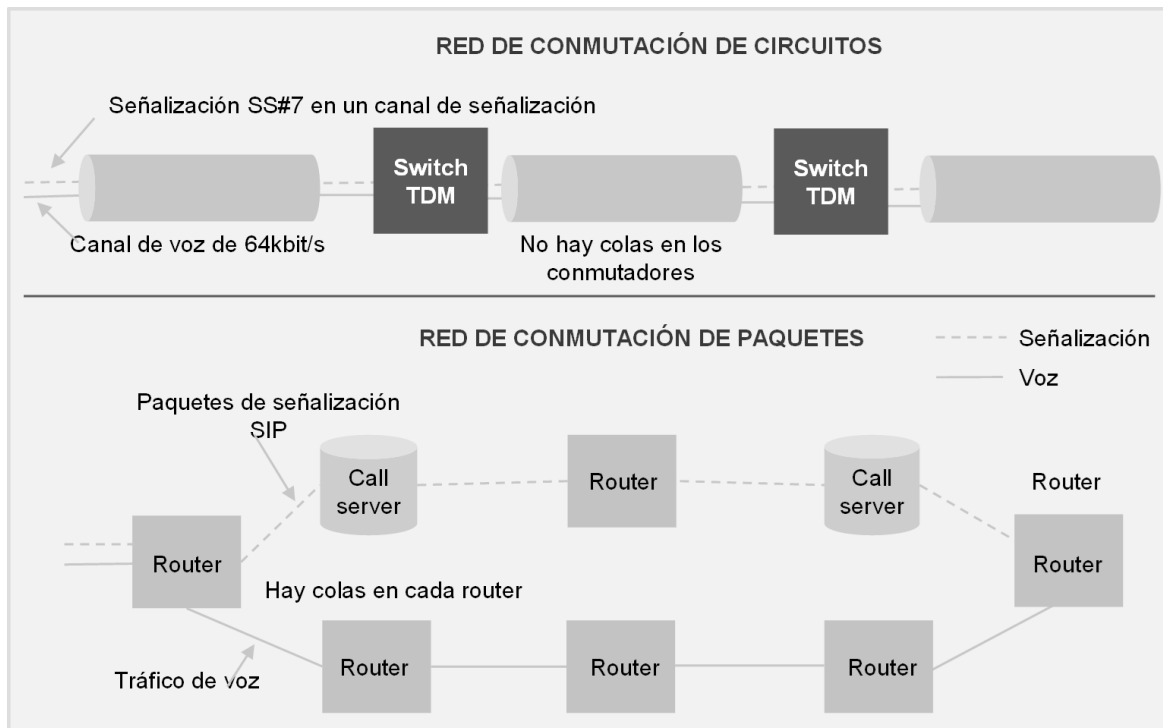 RED DE CONMUTACIÓN DE CIRCUITOS
Señalización SS#7 en un canal de señalización
Switch
TDM
Switch
TDM
Canal de voz de 64kbit/s
No hay colas en los
conmutadores
RED DE CONMUTACIÓN DE PAQUETES
Señalización
Voz
Paquetes de señalización
SIP
Call
server
Router
Call
server
Router
Router
Router
Hay colas en cada router
Router
Router
Router
Tráfico de voz